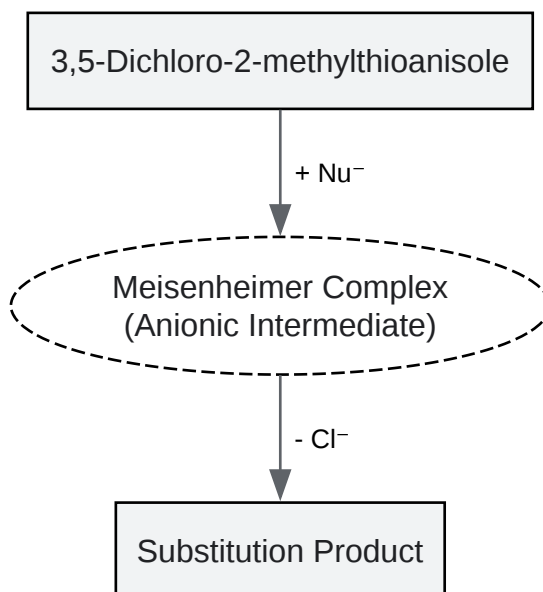 3,5-Dichloro-2-methylthioanisole
+ Nu⁻
Meisenheimer Complex
(Anionic Intermediate)
- Cl⁻
Substitution Product